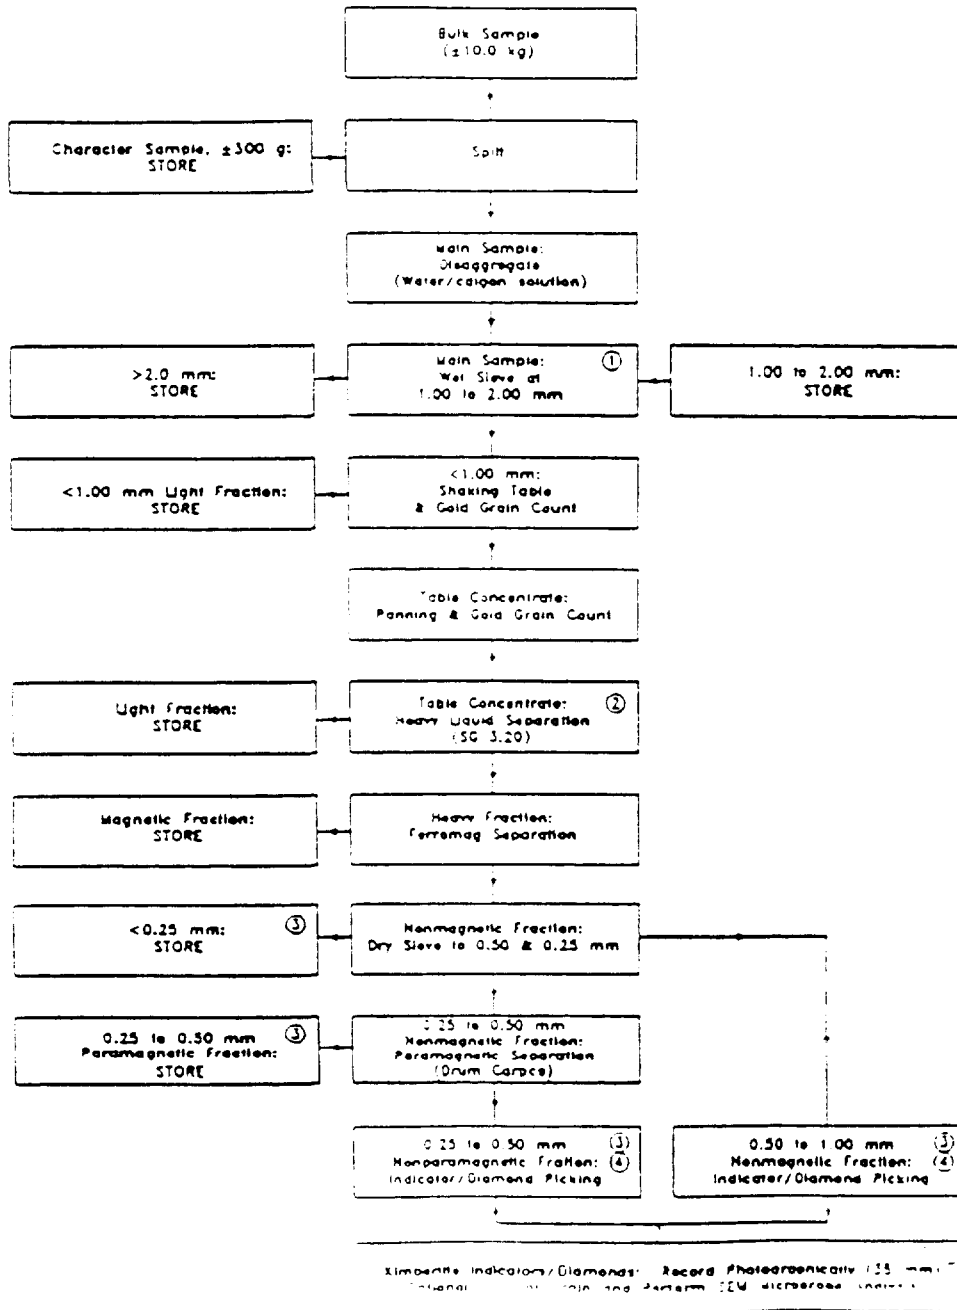 Bulk Sample
(±10.0 kg)
Character Sample, ±300 g:
STORE
Split
Main Sample:
Disaggregate
(Water/calgon solution)
>2.0 mm:
STORE
Main Sample: ①
Wet Sieve at
1.00 to 2.00 mm
1.00 to 2.00 mm:
STORE
<1.00 mm Light Fraction:
STORE
<1.00 mm:
Shaking Table
& Gold Grain Count
Table Concentrate:
Panning & Gold Grain Count
Light Fraction:
STORE
Table Concentrate: ②
Heavy Liquid Separation
(SG 3.20)
Magnetic Fraction:
STORE
Heavy Fraction:
Ferromag Separation
<0.25 mm: ③
STORE
Nonmagnetic Fraction:
Dry Sieve to 0.50 & 0.25 mm
0.25 to 0.50 mm ③
Paramagnetic Fraction:
STORE
0.25 to 0.50 mm
Nonmagnetic Fraction:
Paramagnetic Separation
(Drum Carpco)
0.25 to 0.50 mm ③
Nonparamagnetic Fration: ④
Indicator/Diamond Picking
0.50 to 1.00 mm ③
Nonmagnetic Fraction: ④
Indicator/Diamond Picking
Kimberlite Indicators/Diamonds: Record Photographically (35 mm)
and Perform SEM Microprobe